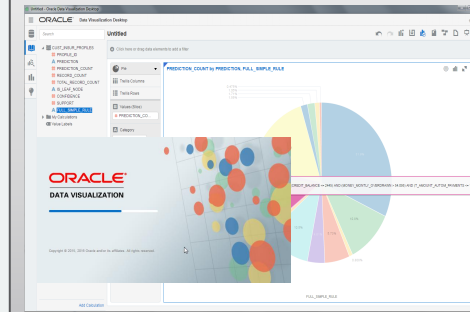 Untitled - Oracle Data Visualization Desktop
ORACLE Data Visualization Desktop
Search
Untitled
Click here or drag data elements to add a filter
CUST_INSUR_PROFILES
PROFILE_ID
PREDICTION
PREDICTION_COUNT
RECORD_COUNT
TOTAL_RECORD_COUNT
IS_LEAF_NODE
CONFIDENCE
SUPPORT
FULL_SIMPLE_RULE
My Calculations
Value Labels
Add Calculation
Pie
Trellis Columns
Trellis Rows
Values (Slice)
PREDICTION_CO...
Category
PREDICTION_COUNT by PREDICTION, FULL_SIMPLE_RULE
FULL_SIMPLE_RULE
ORACLE
DATA VISUALIZATION